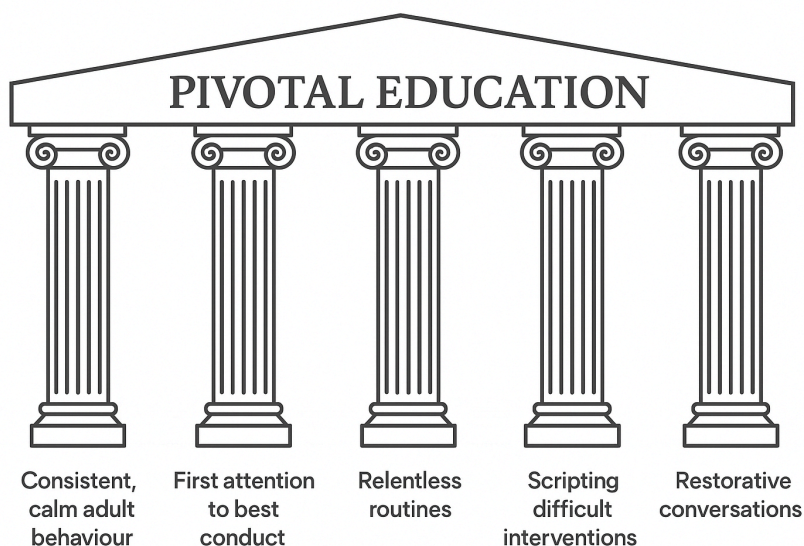 PIVOTAL EDUCATION
Consistent,
calm adult
behaviour
First attention
to best
conduct
Relentless
routines
Scripting
difficult
interventions
Restorative
conversations